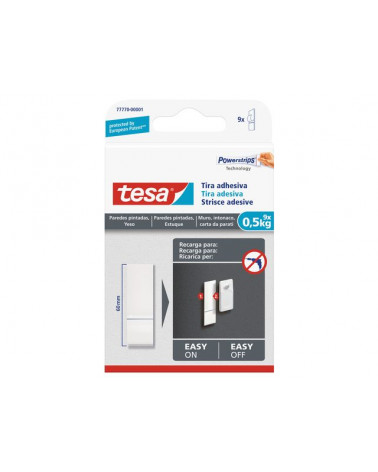 77770-00001
protected by
European Patent
9x
Powerstrips
Technology
tesa
Tira adhesiva
Tira adesiva
Strisce adesive
Paredes pintadas,
Yeso
Paredes pintadas,
Estuque
Muro, intonaco,
carta da parati
9x
0,5kg
60mm
Recarga para:
Recarga para:
Ricarica per:
EASY
ON
EASY
OFF